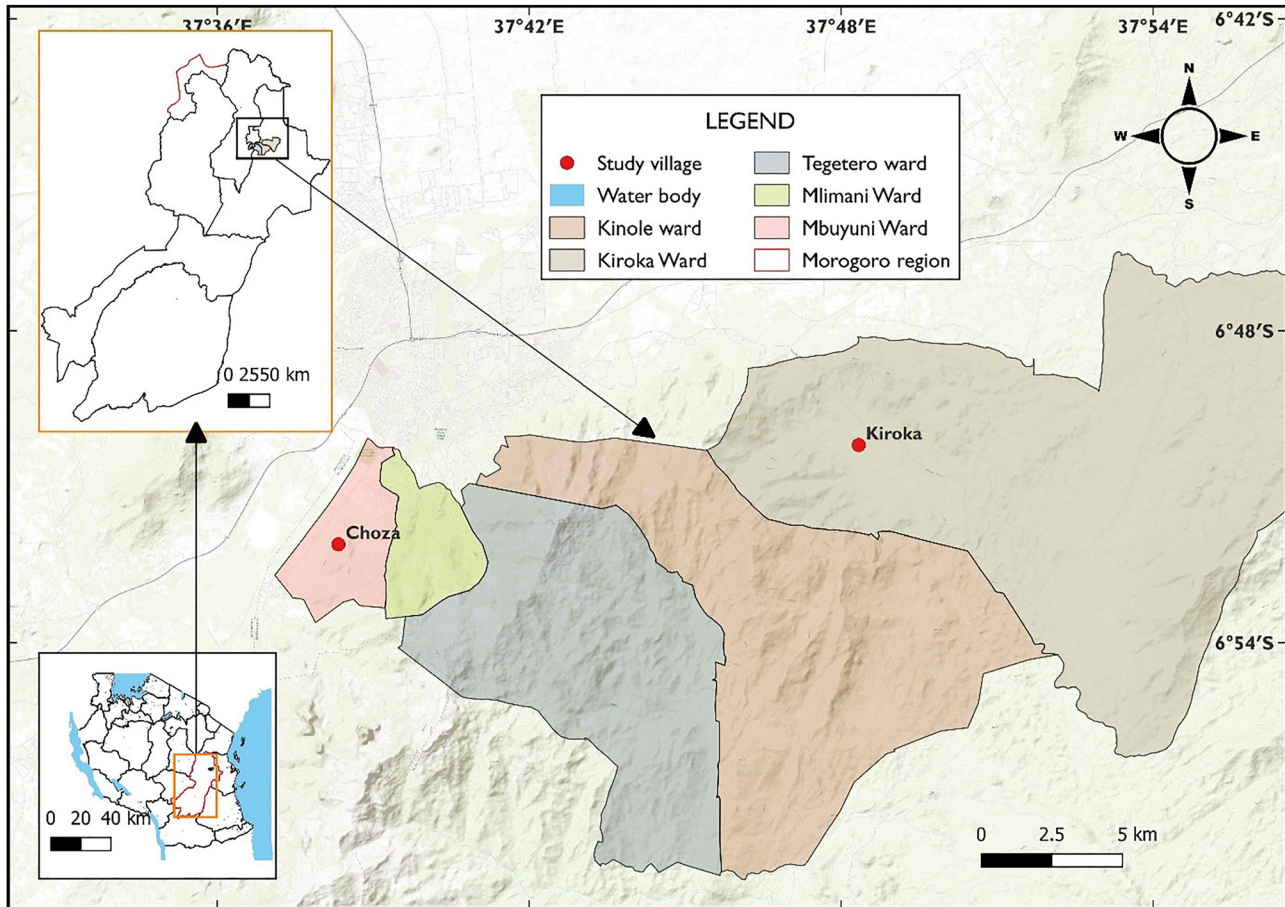 37°36′E 37°42′E 37°48′E 37°54′E 6°42′S
N
W E
S
LEGEND
Study village Tegetero ward
Water body Mlimani Ward
Kinole ward Mbuyuni Ward
Kiroka Ward Morogoro region
6°48′S
0 2550 km
Kiroka
Choza
6°54′S
0 20 40 km
0 2.5 5 km